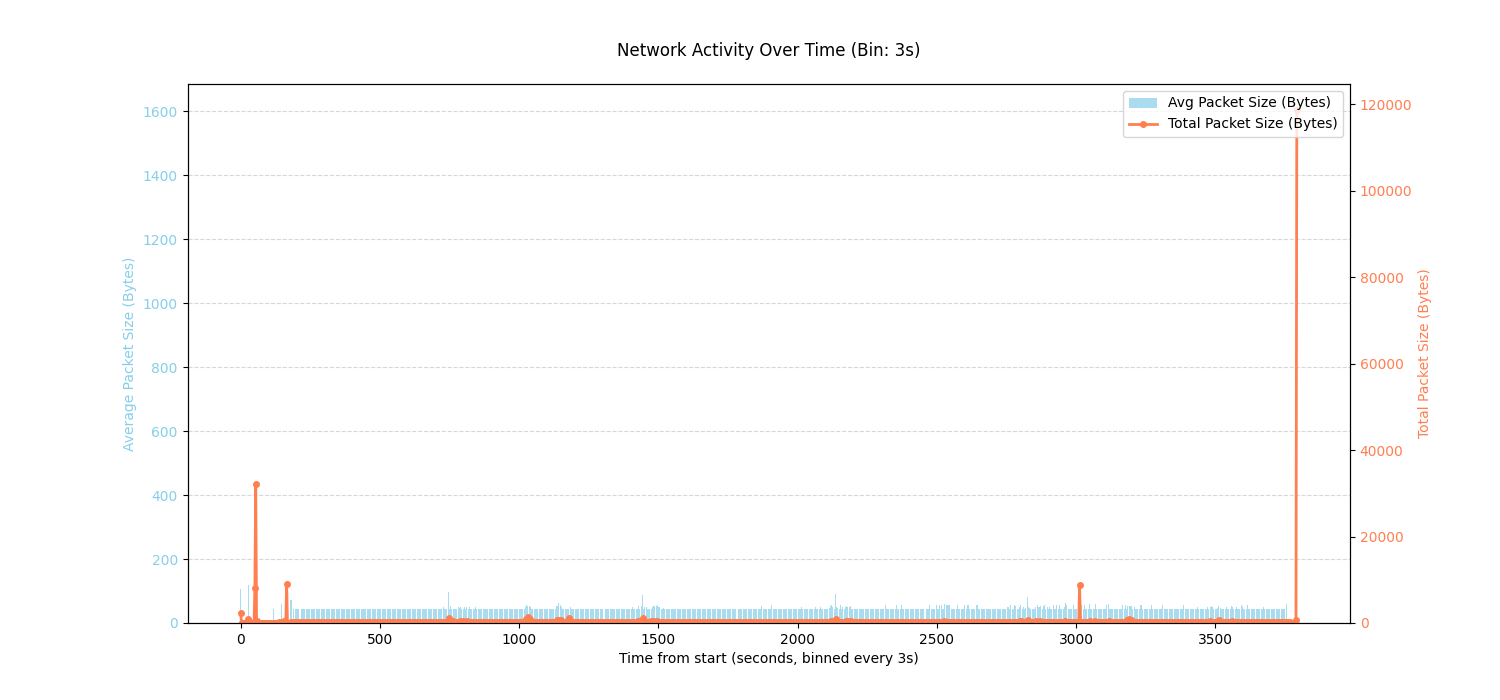 Network Activity Over Time (Bin: 3s)
Avg Packet Size (Bytes)
Total Packet Size (Bytes)
1600
1400
1200
1000
800
600
400
200
0
Average Packet Size (Bytes)
120000
100000
80000
60000
40000
20000
0
Total Packet Size (Bytes)
0 500 1000 1500 2000 2500 3000 3500
Time from start (seconds, binned every 3s)